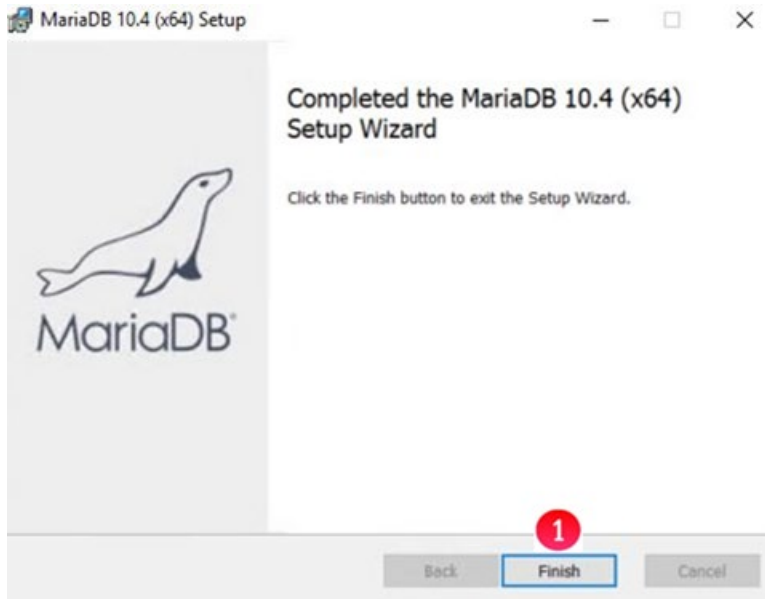 MariaDB 10.4 (x64) Setup
Completed the MariaDB 10.4 (x64)
Setup Wizard
Click the Finish button to exit the Setup Wizard.
MariaDB
1
Back
Finish
Cancel